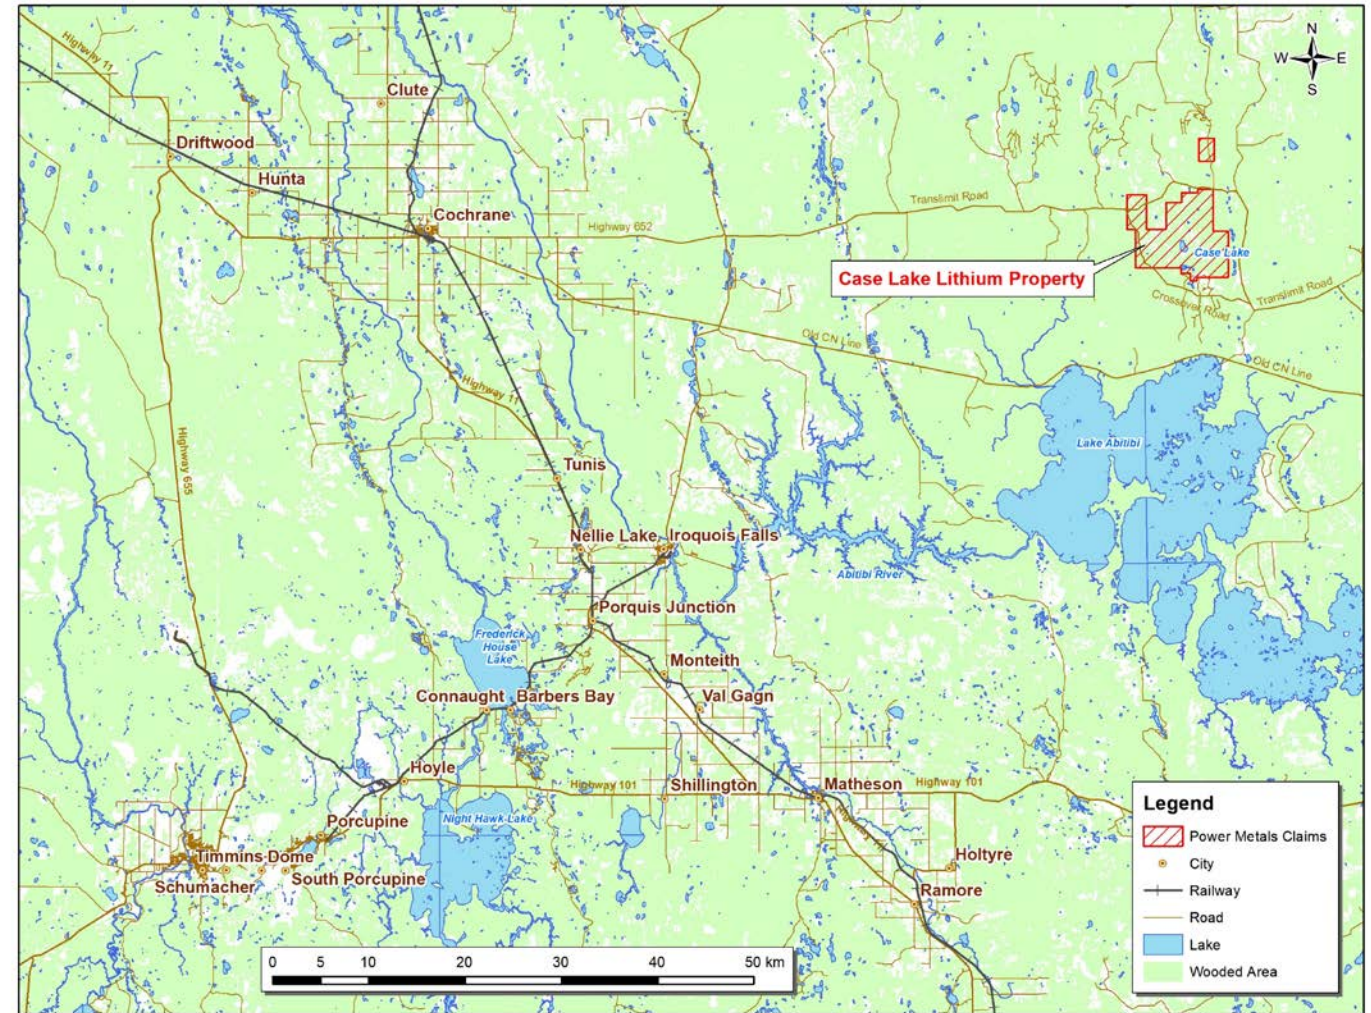 Highway 11
Clute
N
W E
S
Driftwood
Hunta
Cochrane
Highway 652
Translimit Road
Case Lake
Case Lake Lithium Property
Crossover Road
Translimit Road
Old CN Line
Old CN Line
Highway 11
Highway 655
Lake Abitibi
Tunis
Nellie Lake
Iroquois Falls
Abitibi River
Porquis Junction
Frederick
House
Lake
Monteith
Connaught
Barbers Bay
Val Gagn
Hoyle
Highway 101
Shillington
Matheson
Highway 101
Night Hawk Lake
Porcupine
Timmins
Dome
Schumacher
South Porcupine
Holtyre
Ramore
Legend
Power Metals Claims
City
Railway
Road
Lake
Wooded Area
0 5 10 20 30 40 50 km